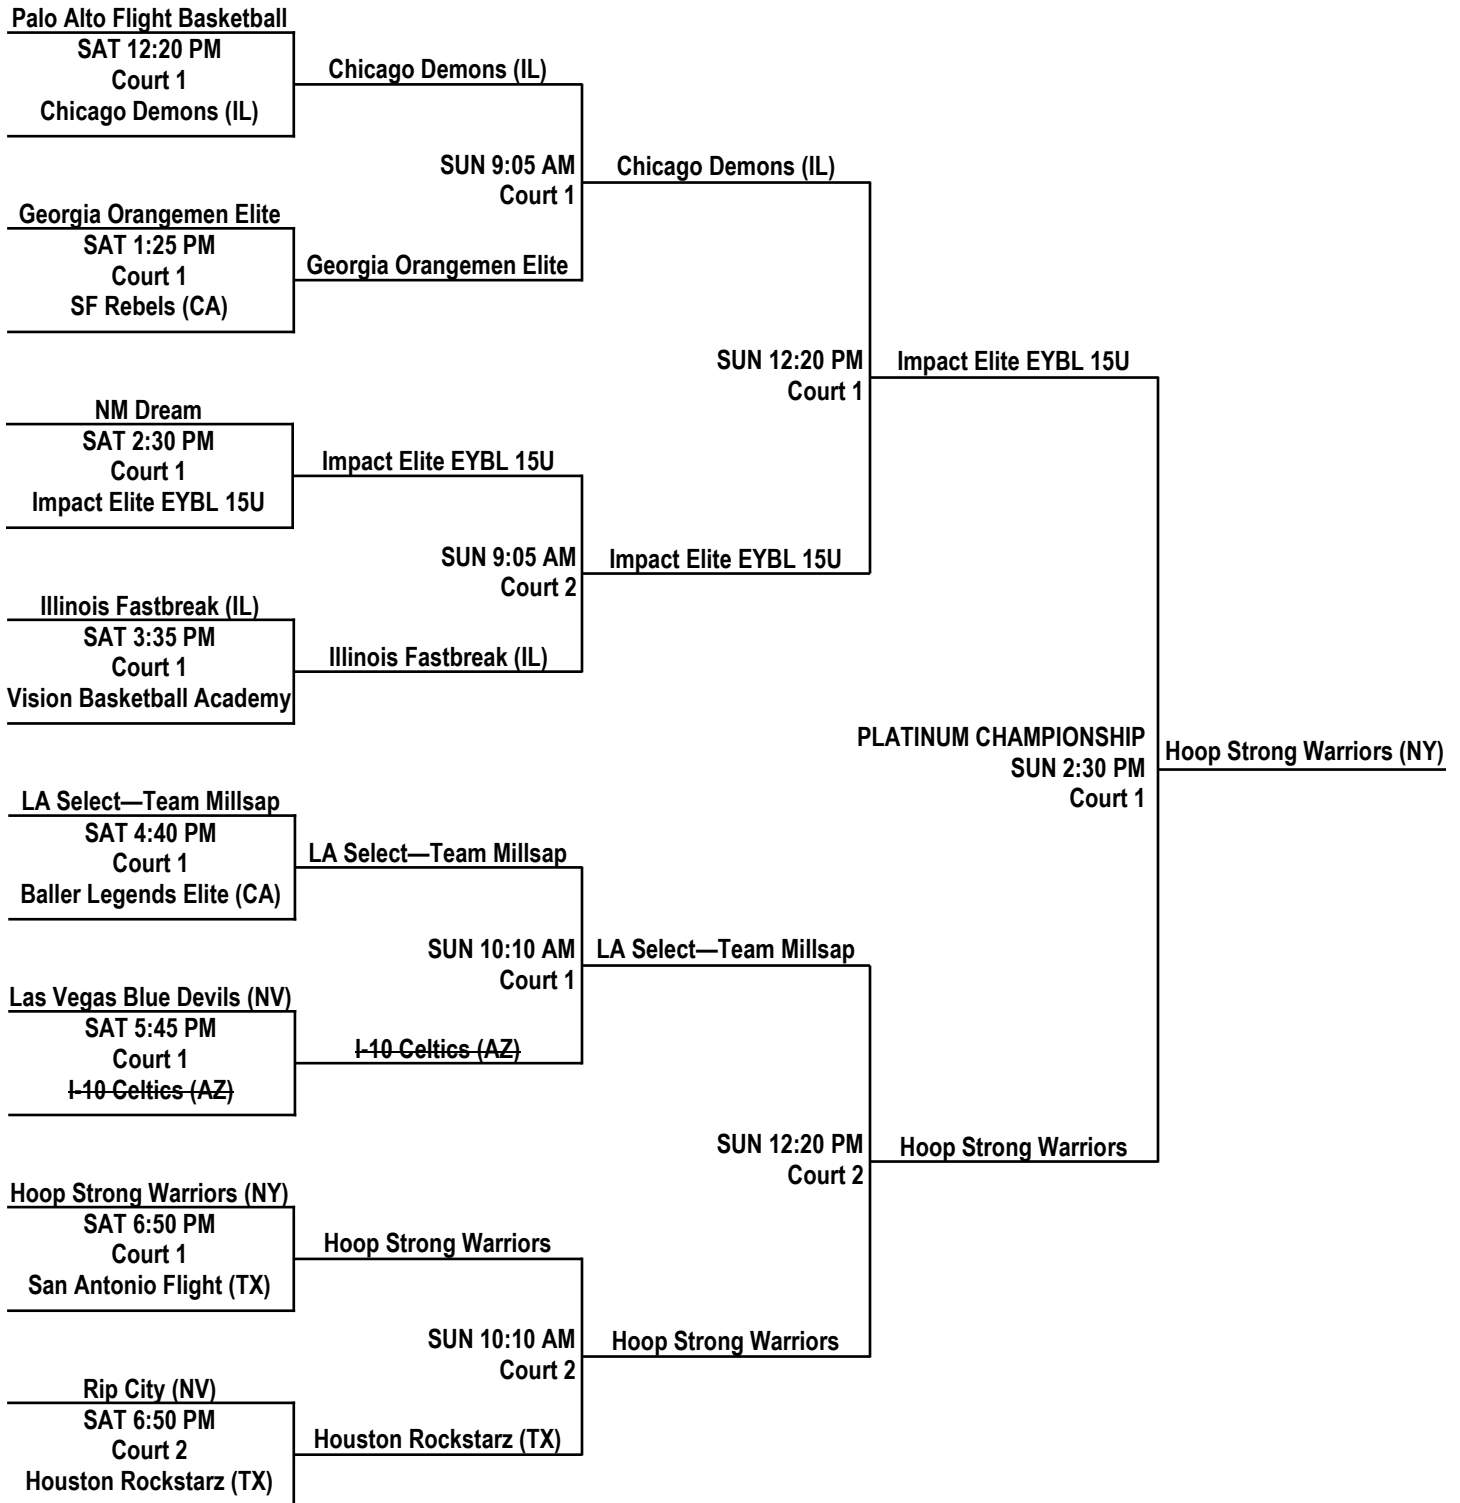 Palo Alto Flight Basketball
SAT 12:20 PM
Court 1
Chicago Demons (IL)
Chicago Demons (IL)
SUN 9:05 AM
Court 1
Chicago Demons (IL)
Georgia Orangemen Elite
SAT 1:25 PM
Court 1
SF Rebels (CA)
Georgia Orangemen Elite
SUN 12:20 PM
Court 1
Impact Elite EYBL 15U
NM Dream
SAT 2:30 PM
Court 1
Impact Elite EYBL 15U
Impact Elite EYBL 15U
SUN 9:05 AM
Court 2
Impact Elite EYBL 15U
Illinois Fastbreak (IL)
SAT 3:35 PM
Court 1
Vision Basketball Academy
Illinois Fastbreak (IL)
PLATINUM CHAMPIONSHIP
SUN 2:30 PM
Court 1
Hoop Strong Warriors (NY)
LA Select—Team Millsap
SAT 4:40 PM
Court 1
Baller Legends Elite (CA)
LA Select—Team Millsap
SUN 10:10 AM
Court 1
LA Select—Team Millsap
Las Vegas Blue Devils (NV)
SAT 5:45 PM
Court 1
I-10 Celtics (AZ)
I-10 Celtics (AZ)
SUN 12:20 PM
Court 2
Hoop Strong Warriors
Hoop Strong Warriors (NY)
SAT 6:50 PM
Court 1
San Antonio Flight (TX)
Hoop Strong Warriors
SUN 10:10 AM
Court 2
Hoop Strong Warriors
Rip City (NV)
SAT 6:50 PM
Court 2
Houston Rockstarz (TX)
Houston Rockstarz (TX)